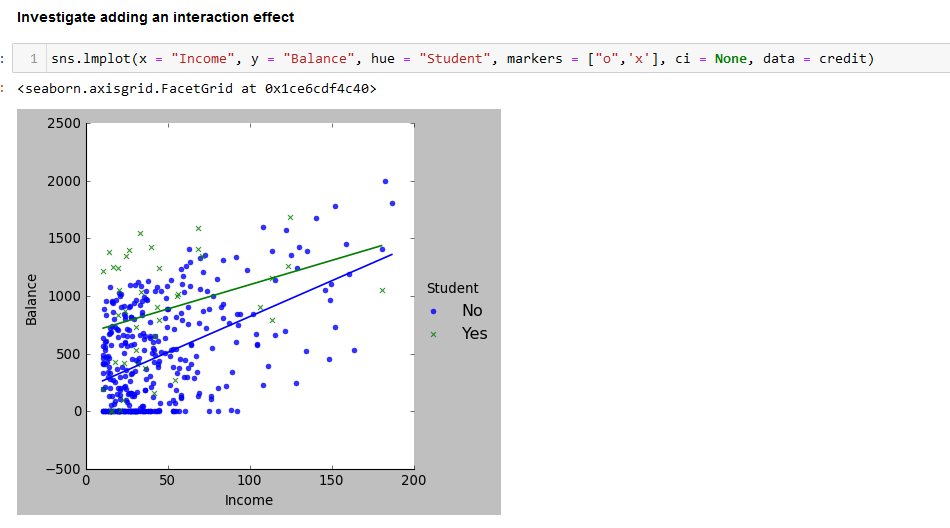 Investigate adding an interaction effect
: 1 sns.lmplot(x = "Income", y = "Balance", hue = "Student", markers = ["o",'x'], ci = None, data = credit)
: <seaborn.axisgrid.FacetGrid at 0x1ce6cdf4c40>
2500
2000
1500
1000
500
0
−500
Balance
0 50 100 150 200
Income
Student
No
Yes